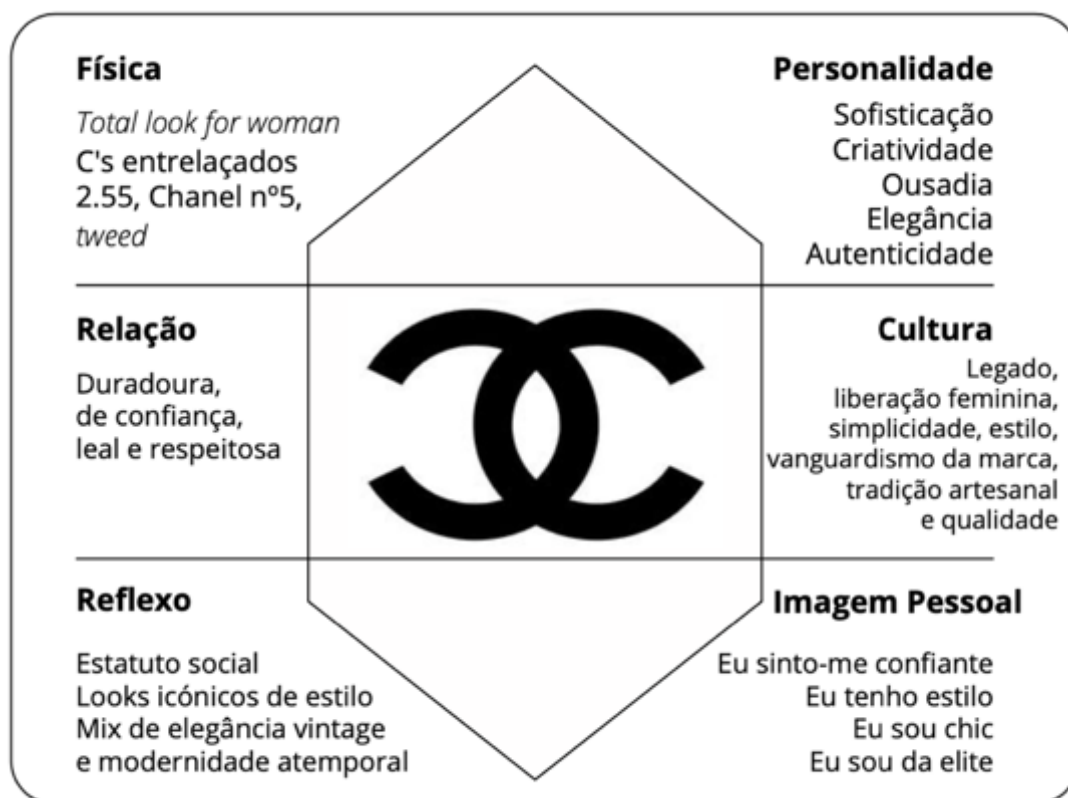 Física
Total look for woman
C's entrelaçados
2.55, Chanel nº5,
tweed
Personalidade
Sofisticação
Criatividade
Ousadia
Elegância
Autenticidade
Relação
Duradoura,
de confiança,
leal e respeitosa
Cultura
Legado,
liberação feminina,
simplicidade, estilo,
vanguardismo da marca,
tradição artesanal
e qualidade
Reflexo
Estatuto social
Looks icónicos de estilo
Mix de elegância vintage
e modernidade atemporal
Imagem Pessoal
Eu sinto-me confiante
Eu tenho estilo
Eu sou chic
Eu sou da elite